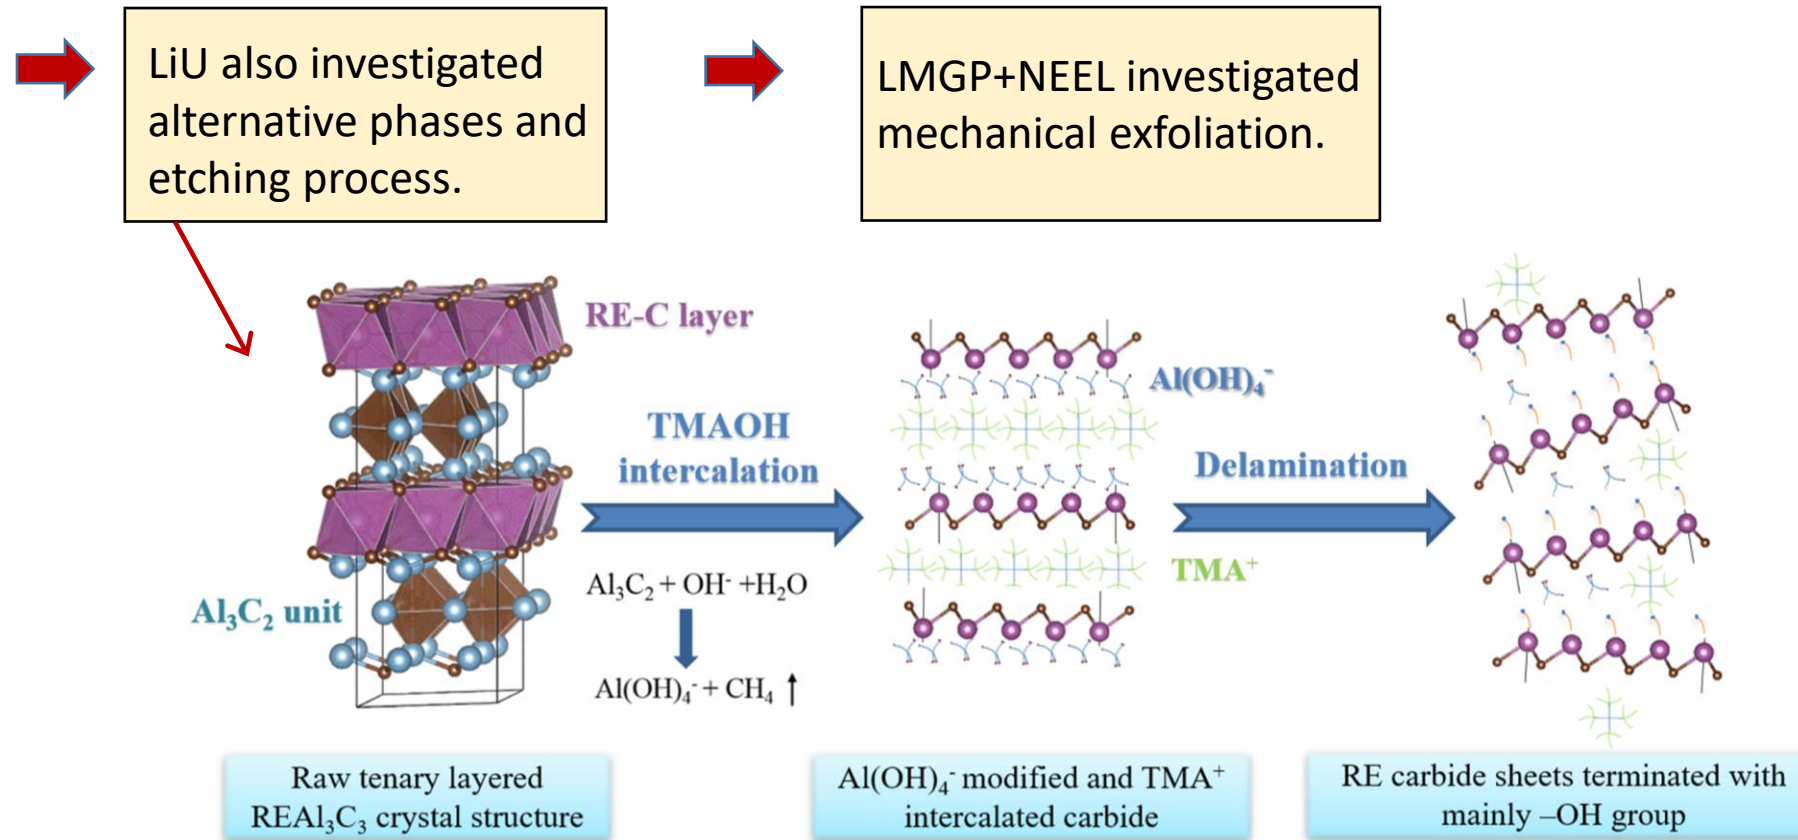 LiU also investigated
alternative phases and
etching process.
LMGP+NEEL investigated
mechanical exfoliation.
RE-C layer
Al₃C₂ unit
TMAOH
intercalation
Al₃C₂ + OH⁻ +H₂O
Al(OH)₄⁻ + CH₄ ↑
Al(OH)₄⁻
TMA⁺
Delamination
Raw tenary layered
REAl₃C₃ crystal structure
Al(OH)₄⁻ modified and TMA⁺
intercalated carbide
RE carbide sheets terminated with
mainly –OH group